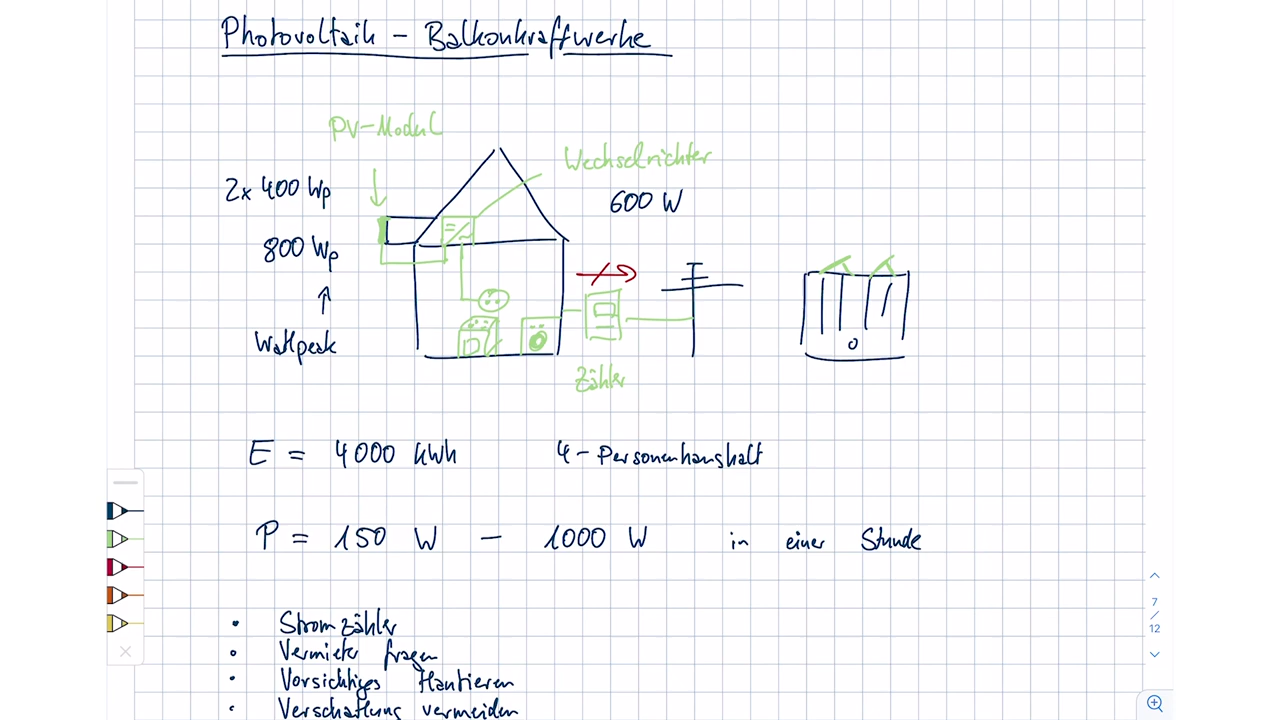 Photovoltaik – Balkonkraftwerke
PV-Modul
Wechselrichter
2x 400 Wp
600 W
800 Wp
Wattpeak
Zähler
E = 4000 kWh 4-Personenhaushalt
P = 150 W – 1000 W in einer Stunde
• Stromzähler
• Vermieter fragen
• Vorsichtiges Hantieren
• Verschattung vermeiden
7
/
12